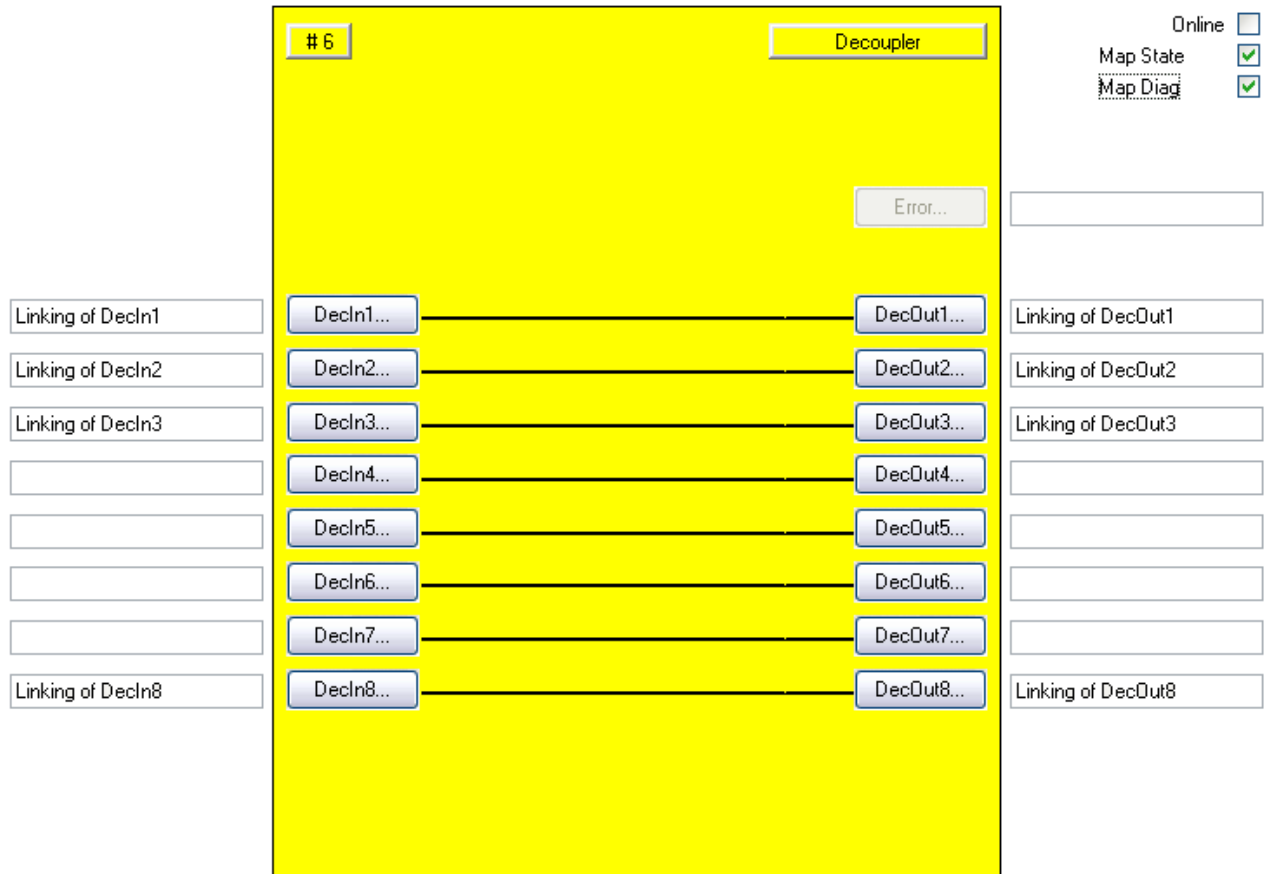 # 6
Decoupler
Online
Map State
Map Diag
Error...
Linking of DecIn1 DecIn1... DecOut1... Linking of DecOut1
Linking of DecIn2 DecIn2... DecOut2... Linking of DecOut2
Linking of DecIn3 DecIn3... DecOut3... Linking of DecOut3
DecIn4... DecOut4...
DecIn5... DecOut5...
DecIn6... DecOut6...
DecIn7... DecOut7...
Linking of DecIn8 DecIn8... DecOut8... Linking of DecOut8